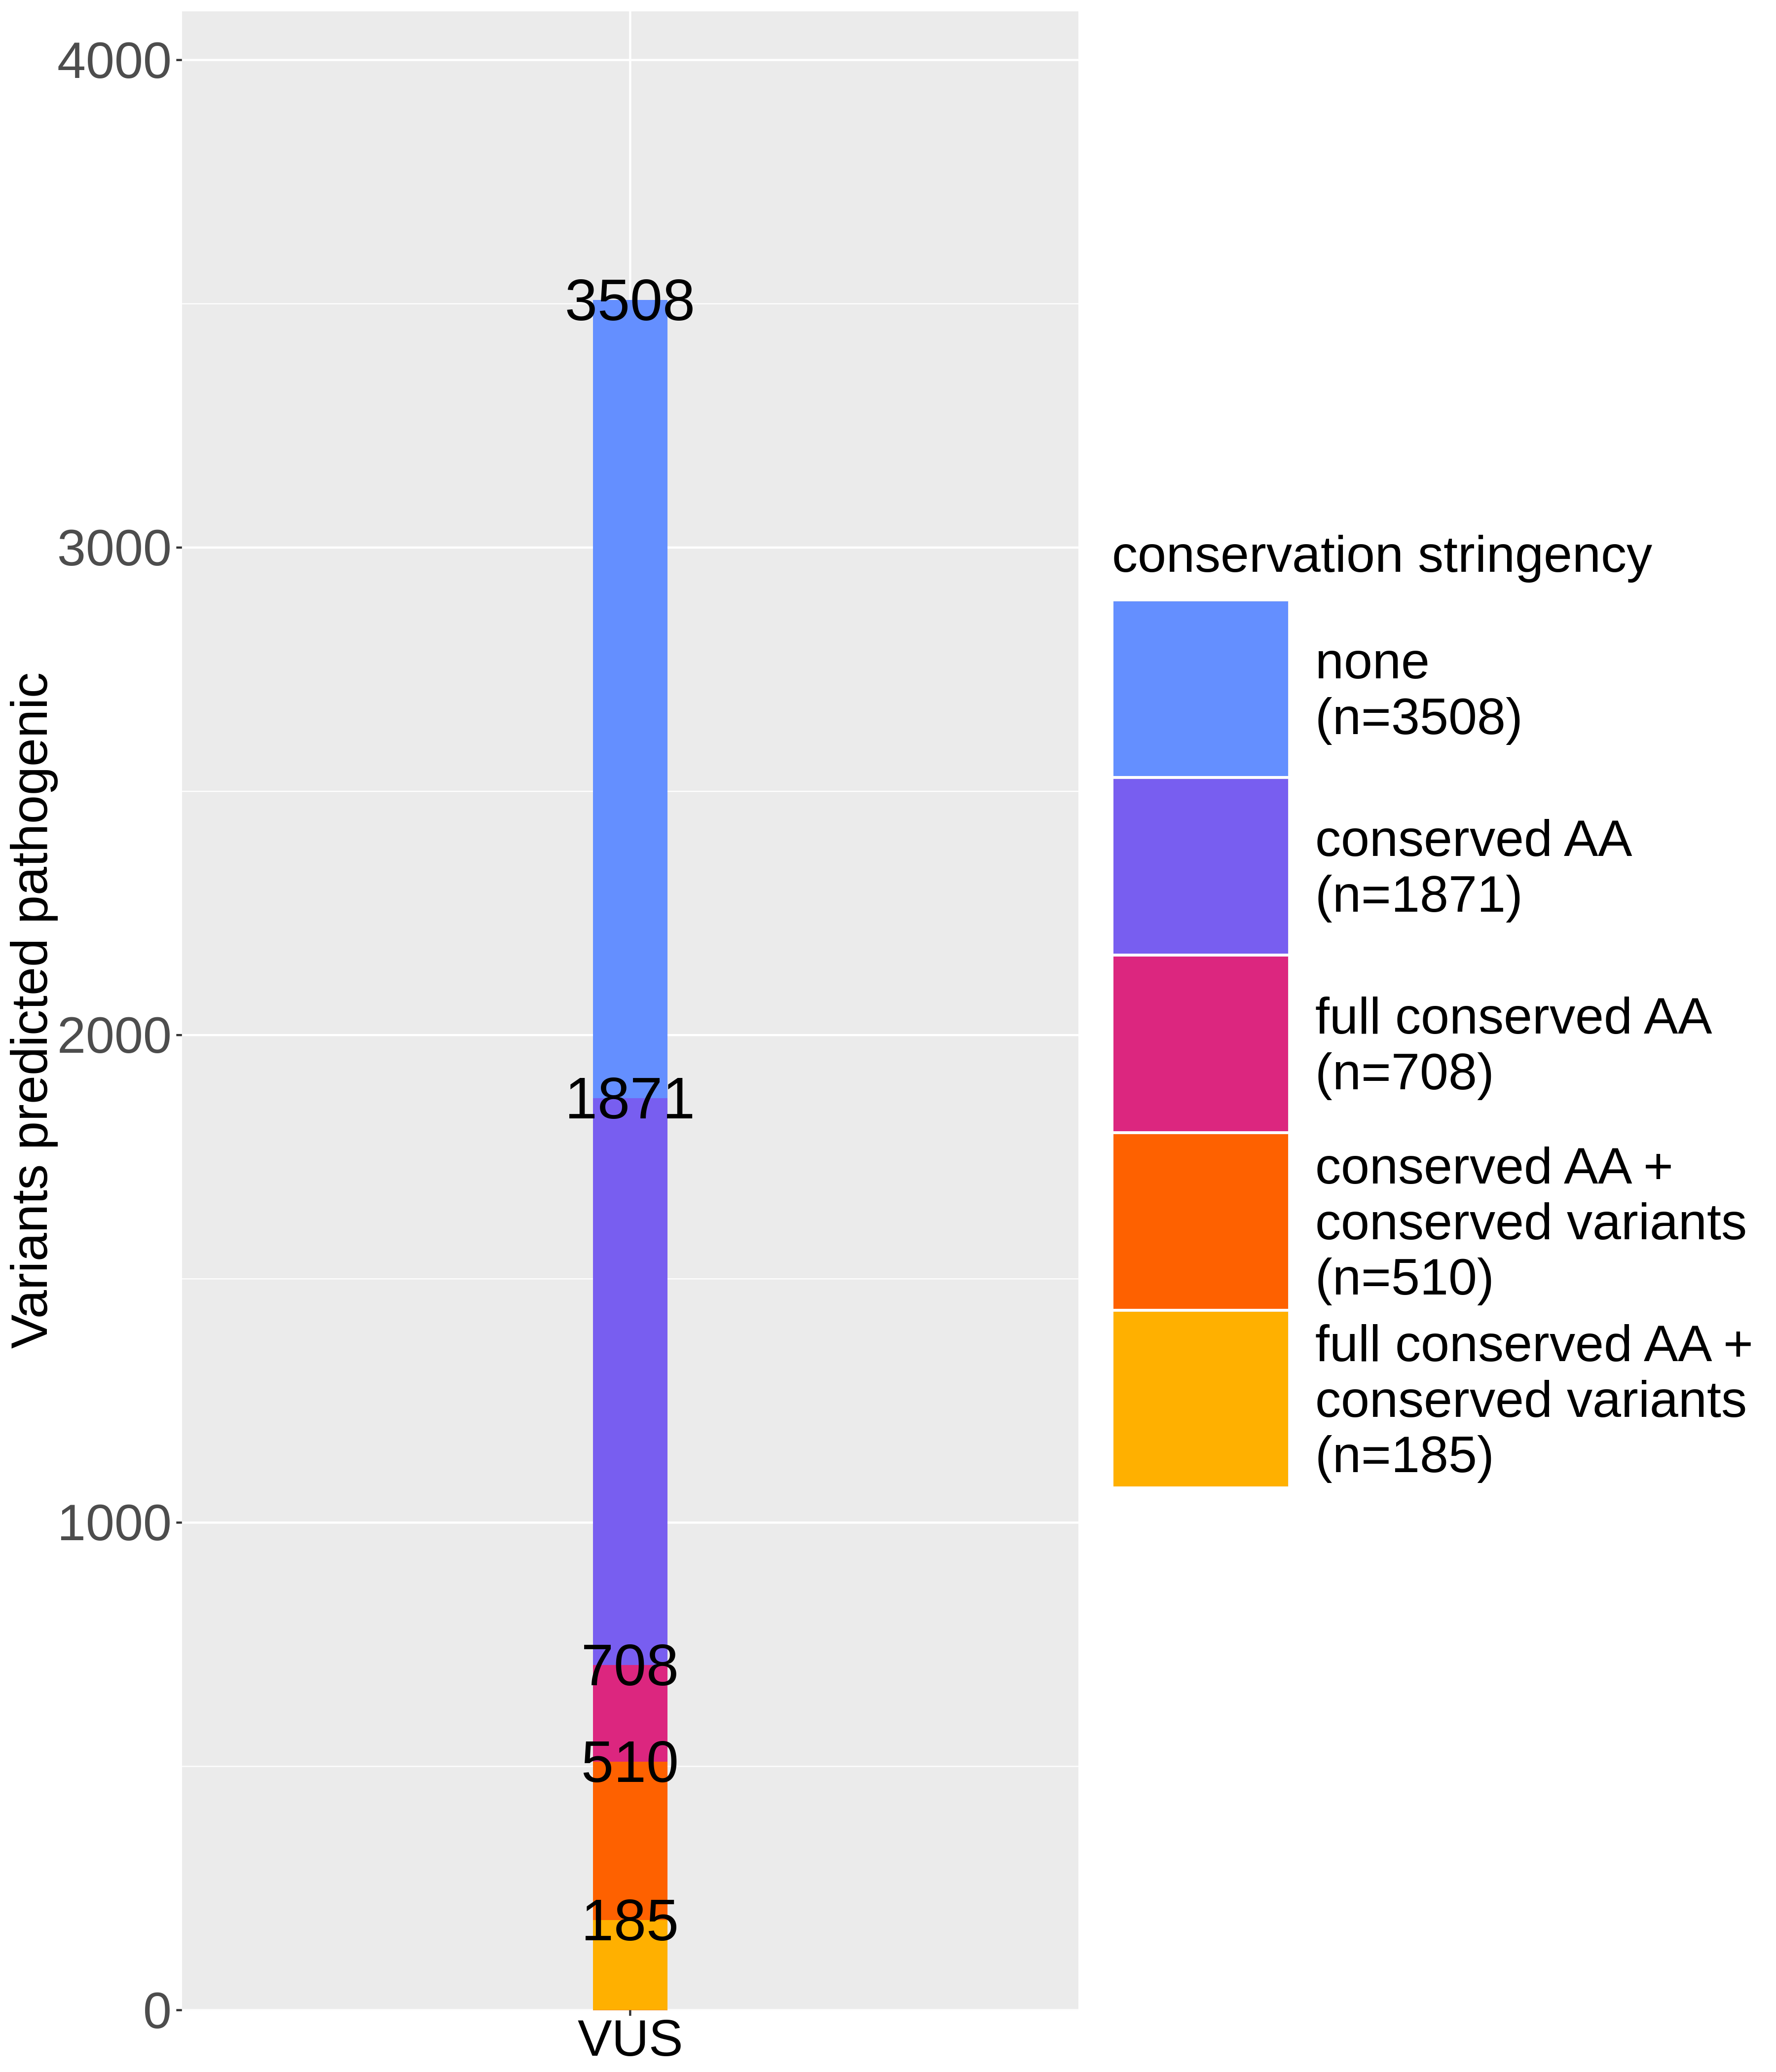 4000
3000
2000
1000
0
Variants predicted pathogenic
3508
1871
708
510
185
VUS
conservation stringency
none
(n=3508)
conserved AA
(n=1871)
full conserved AA
(n=708)
conserved AA +
conserved variants
(n=510)
full conserved AA +
conserved variants
(n=185)